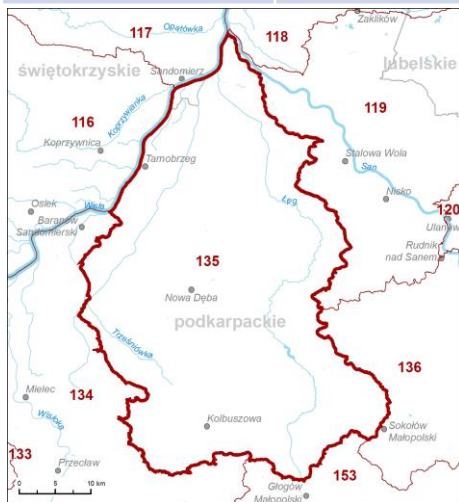 117
Opatówka
118
Zaklików
świętokrzyskie
Sandomierz
lubelskie
Koprzywianka
119
116
Koprzywnica
Stalowa Wola
Tarnobrzeg
San
Nisko
Łęg
Osiek
Wisła
120
Baranów
Sandomierski
Ulanów
Rudnik
nad Sanem
135
Nowa Dęba
podkarpackie
Trześniówka
136
134
Mielec
Wisłoka
Kolbuszowa
Sokołów
Małopolski
133
Przecław
153
Głogów
Małopolski
0 5 10 km